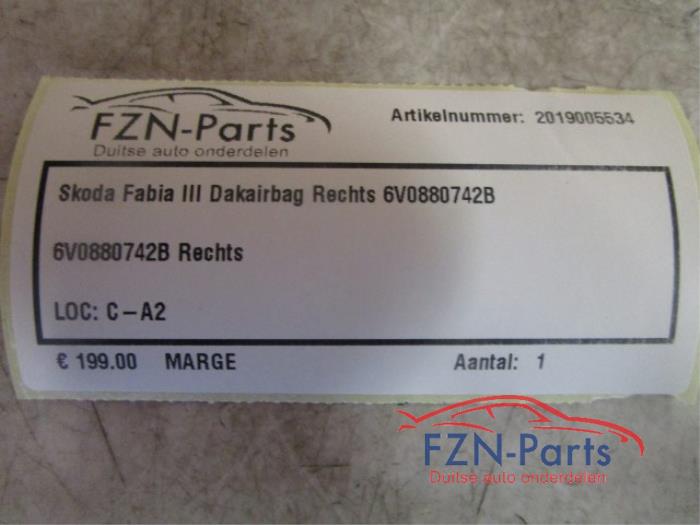 FZN-Parts
Duitse auto onderdelen
Artikelnummer: 2019005534
Skoda Fabia III Dakairbag Rechts 6V0880742B
6V0880742B Rechts
LOC: C-A2
€ 199.00 MARGE Aantal: 1
FZN-Parts
Duitse auto onderdelen